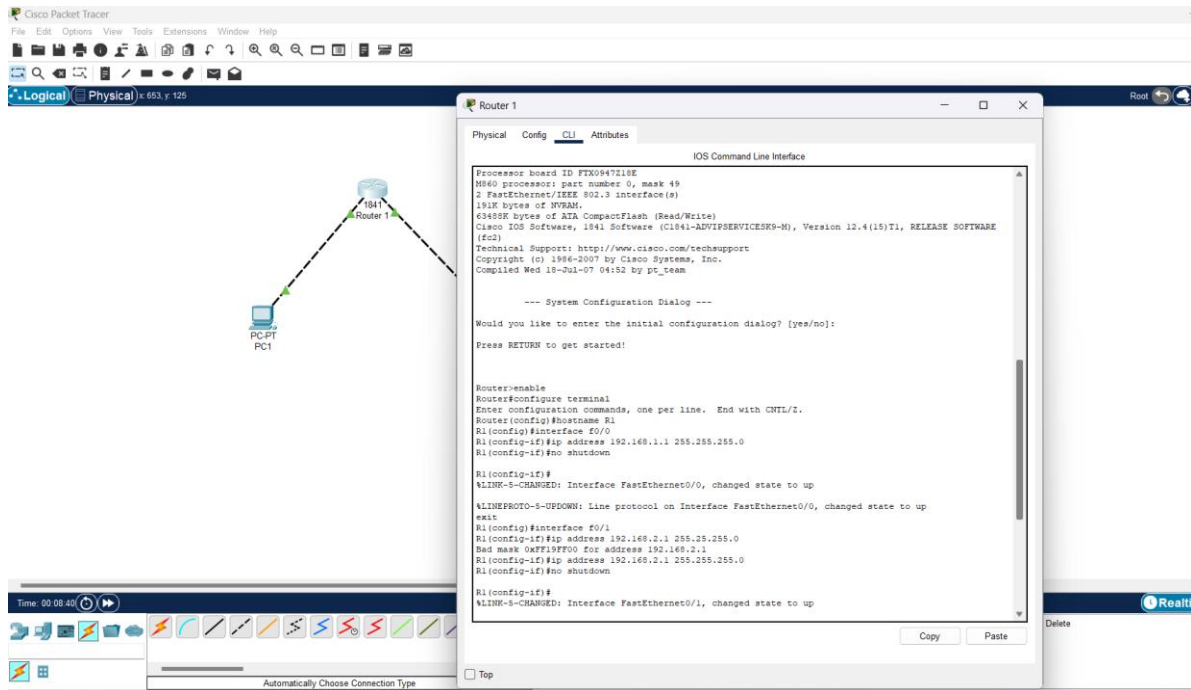 Cisco Packet Tracer
File Edit Options View Tools Extensions Window Help
Logical Physical x: 653, y: 125
Root
1841
Router 1
PC-PT
PC1
Router 1
Physical Config CLI Attributes
IOS Command Line Interface
Processor board ID FTX0947Z18E
M860 processor: part number 0, mask 49
2 FastEthernet/IEEE 802.3 interface(s)
191K bytes of NVRAM.
63488K bytes of ATA CompactFlash (Read/Write)
Cisco IOS Software, 1841 Software (C1841-ADVIPSERVICESK9-M), Version 12.4(15)T1, RELEASE SOFTWARE
(fc2)
Technical Support: http://www.cisco.com/techsupport
Copyright (c) 1986-2007 by Cisco Systems, Inc.
Compiled Wed 18-Jul-07 04:52 by pt_team
--- System Configuration Dialog ---
Would you like to enter the initial configuration dialog? [yes/no]:
Press RETURN to get started!
Router>enable
Router#configure terminal
Enter configuration commands, one per line. End with CNTL/Z.
Router(config)#hostname R1
R1(config)#interface f0/0
R1(config-if)#ip address 192.168.1.1 255.255.255.0
R1(config-if)#no shutdown
R1(config-if)#
%LINK-5-CHANGED: Interface FastEthernet0/0, changed state to up
%LINEPROTO-5-UPDOWN: Line protocol on Interface FastEthernet0/0, changed state to up
exit
R1(config)#interface f0/1
R1(config-if)#ip address 192.168.2.1 255.25.255.0
Bad mask 0xFF19FF00 for address 192.168.2.1
R1(config-if)#ip address 192.168.2.1 255.255.255.0
R1(config-if)#no shutdown
R1(config-if)#
%LINK-5-CHANGED: Interface FastEthernet0/1, changed state to up
Copy Paste
Top
Time: 00:08:40
Realti
Delete
Automatically Choose Connection Type